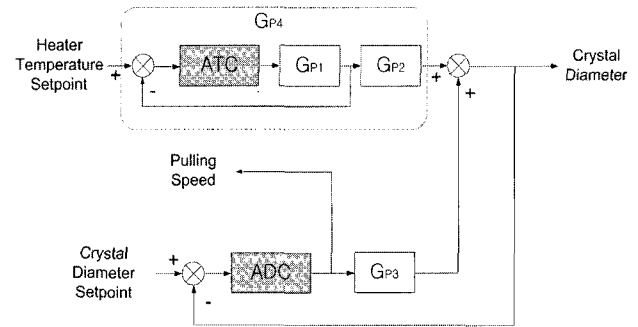 GP4
Heater
Temperature
Setpoint
+
-
ATC
GP1
GP2
+
+
Crystal
Diameter
Pulling
Speed
Crystal
Diameter
Setpoint
+
-
ADC
GP3